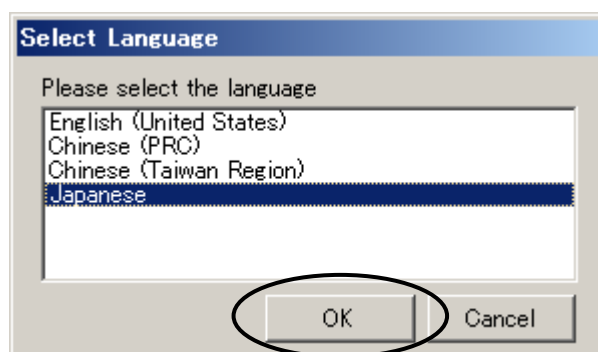 Select Language
Please select the language
English (United States)
Chinese (PRC)
Chinese (Taiwan Region)
Japanese
OK Cancel